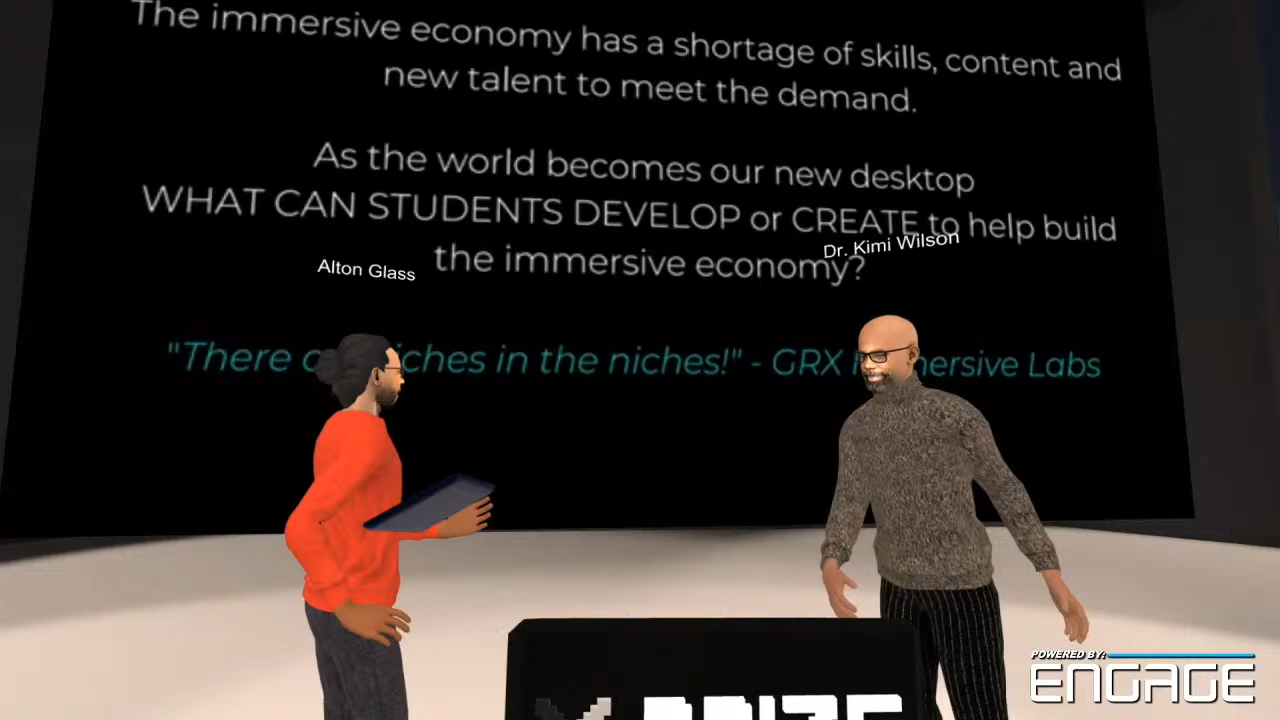 The immersive economy has a shortage of skills, content and
new talent to meet the demand.
As the world becomes our new desktop
WHAT CAN STUDENTS DEVELOP or CREATE to help build
the immersive economy?
Dr. Kimi Wilson
Alton Glass
"There in the niches!" - GRX Labs
POWERED BY:
ENGAGE
XPRIZE